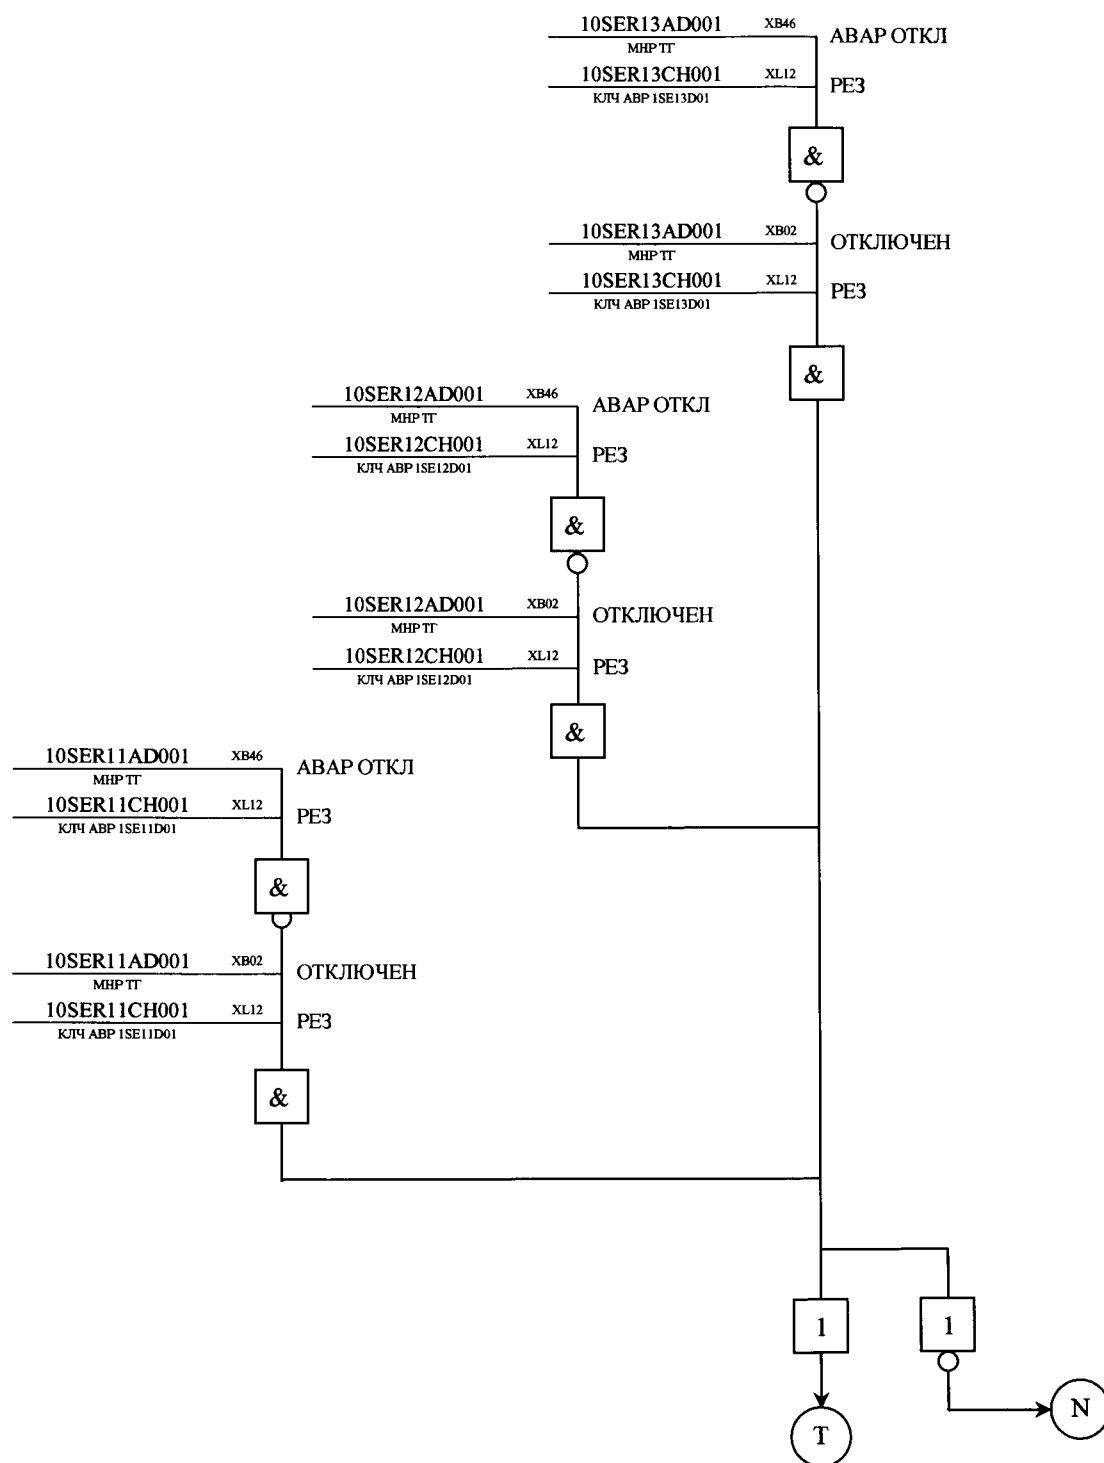 10SER13AD001 XB46 АВАР ОТКЛ
МНР ТГ
10SER13CH001 XL12 РЕЗ
КЛЧ АВР 1SE13D01
&
10SER13AD001 XB02 ОТКЛЮЧЕН
МНР ТГ
10SER13CH001 XL12 РЕЗ
КЛЧ АВР 1SE13D01
&
10SER12AD001 XB46 АВАР ОТКЛ
МНР ТГ
10SER12CH001 XL12 РЕЗ
КЛЧ АВР 1SE12D01
&
10SER12AD001 XB02 ОТКЛЮЧЕН
МНР ТГ
10SER12CH001 XL12 РЕЗ
КЛЧ АВР 1SE12D01
&
10SER11AD001 XB46 АВАР ОТКЛ
МНР ТГ
10SER11CH001 XL12 РЕЗ
КЛЧ АВР 1SE11D01
&
10SER11AD001 XB02 ОТКЛЮЧЕН
МНР ТГ
10SER11CH001 XL12 РЕЗ
КЛЧ АВР 1SE11D01
&
1 1
T N